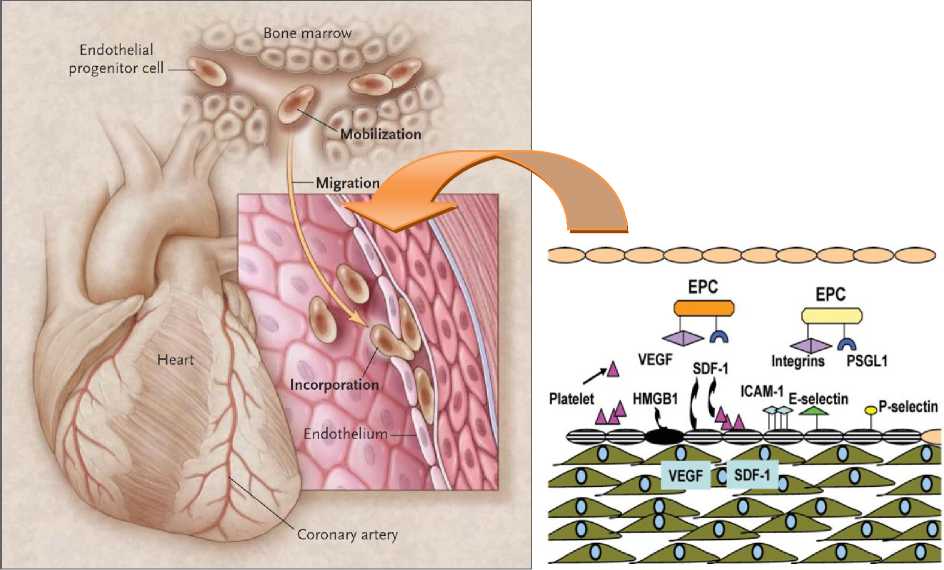 Bone marrow
Endothelial
progenitor cell
Mobilization
Migration
Heart
Incorporation
Endothelium
Coronary artery
EPC
EPC
VEGF
SDF-1
Integrins
PSGL1
Platelet
HMGB1
ICAM-1
E-selectin
P-selectin
VEGF
SDF-1